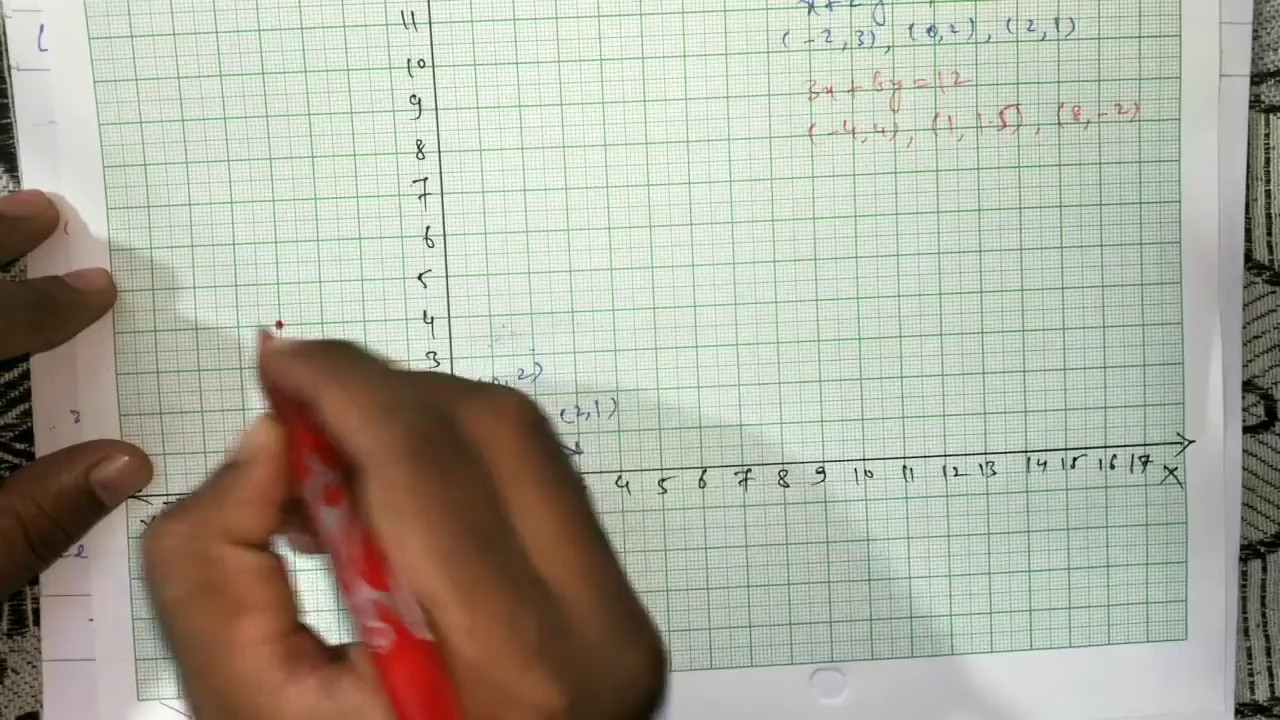 (-2,3), (0,2), (2,1)
3x + 6y = 12
(-4,4), (1,1.5), (8,-2)
11
10
9
8
7
6
5
4
3
(2,1)
4 5 6 7 8 9 10 11 12 13 14 15 16 17 X